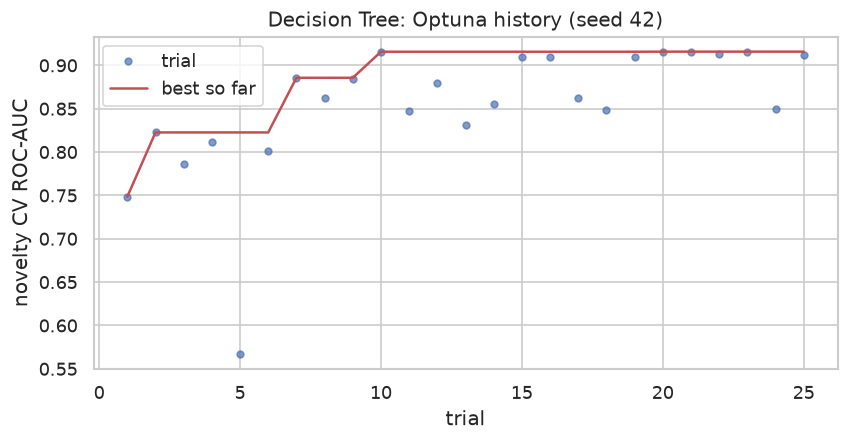 Decision Tree: Optuna history (seed 42)
trial
best so far
novelty CV ROC-AUC
0.90
0.85
0.80
0.75
0.70
0.65
0.60
0.55
0
5
10
15
20
25
trial